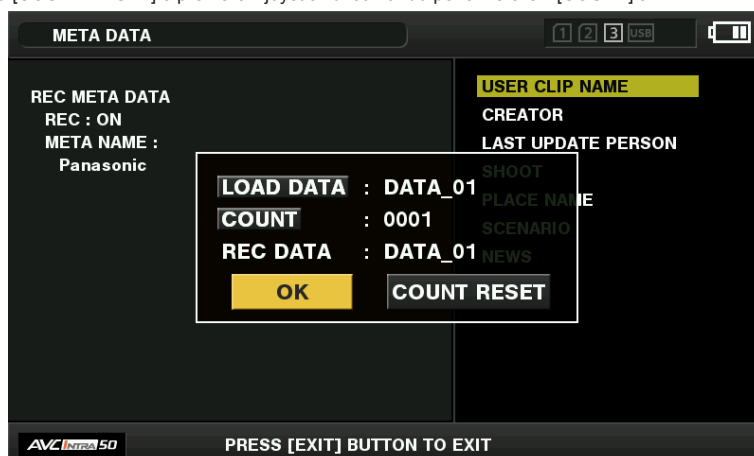 META DATA
1 2 3 USB
REC META DATA
REC : ON
META NAME :
Panasonic
USER CLIP NAME
CREATOR
LAST UPDATE PERSON
SHOOT
PLACE NAME
SCENARIO
NEWS
LOAD DATA : DATA_01
COUNT : 0001
REC DATA : DATA_01
OK COUNT RESET
AVC INTRA 50
PRESS [EXIT] BUTTON TO EXIT